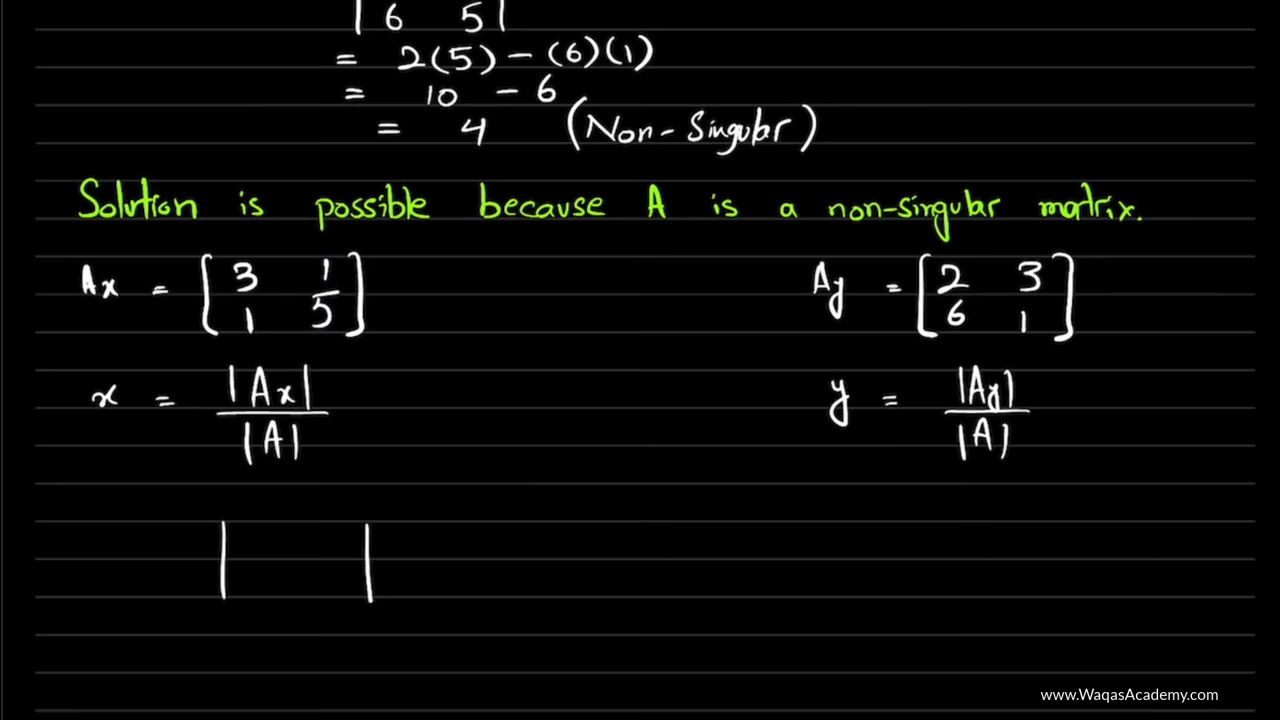 | 6 5 |
= 2(5) - (6)(1)
= 10 - 6
= 4 (Non-Singular)
Solution is possible because A is a non-singular matrix.
Ax = [ 3 1
1 5 ]
Ay = [ 2 3
6 1 ]
x = |Ax|
|A|
y = |Ay|
|A|
| |
www.WaqasAcademy.com